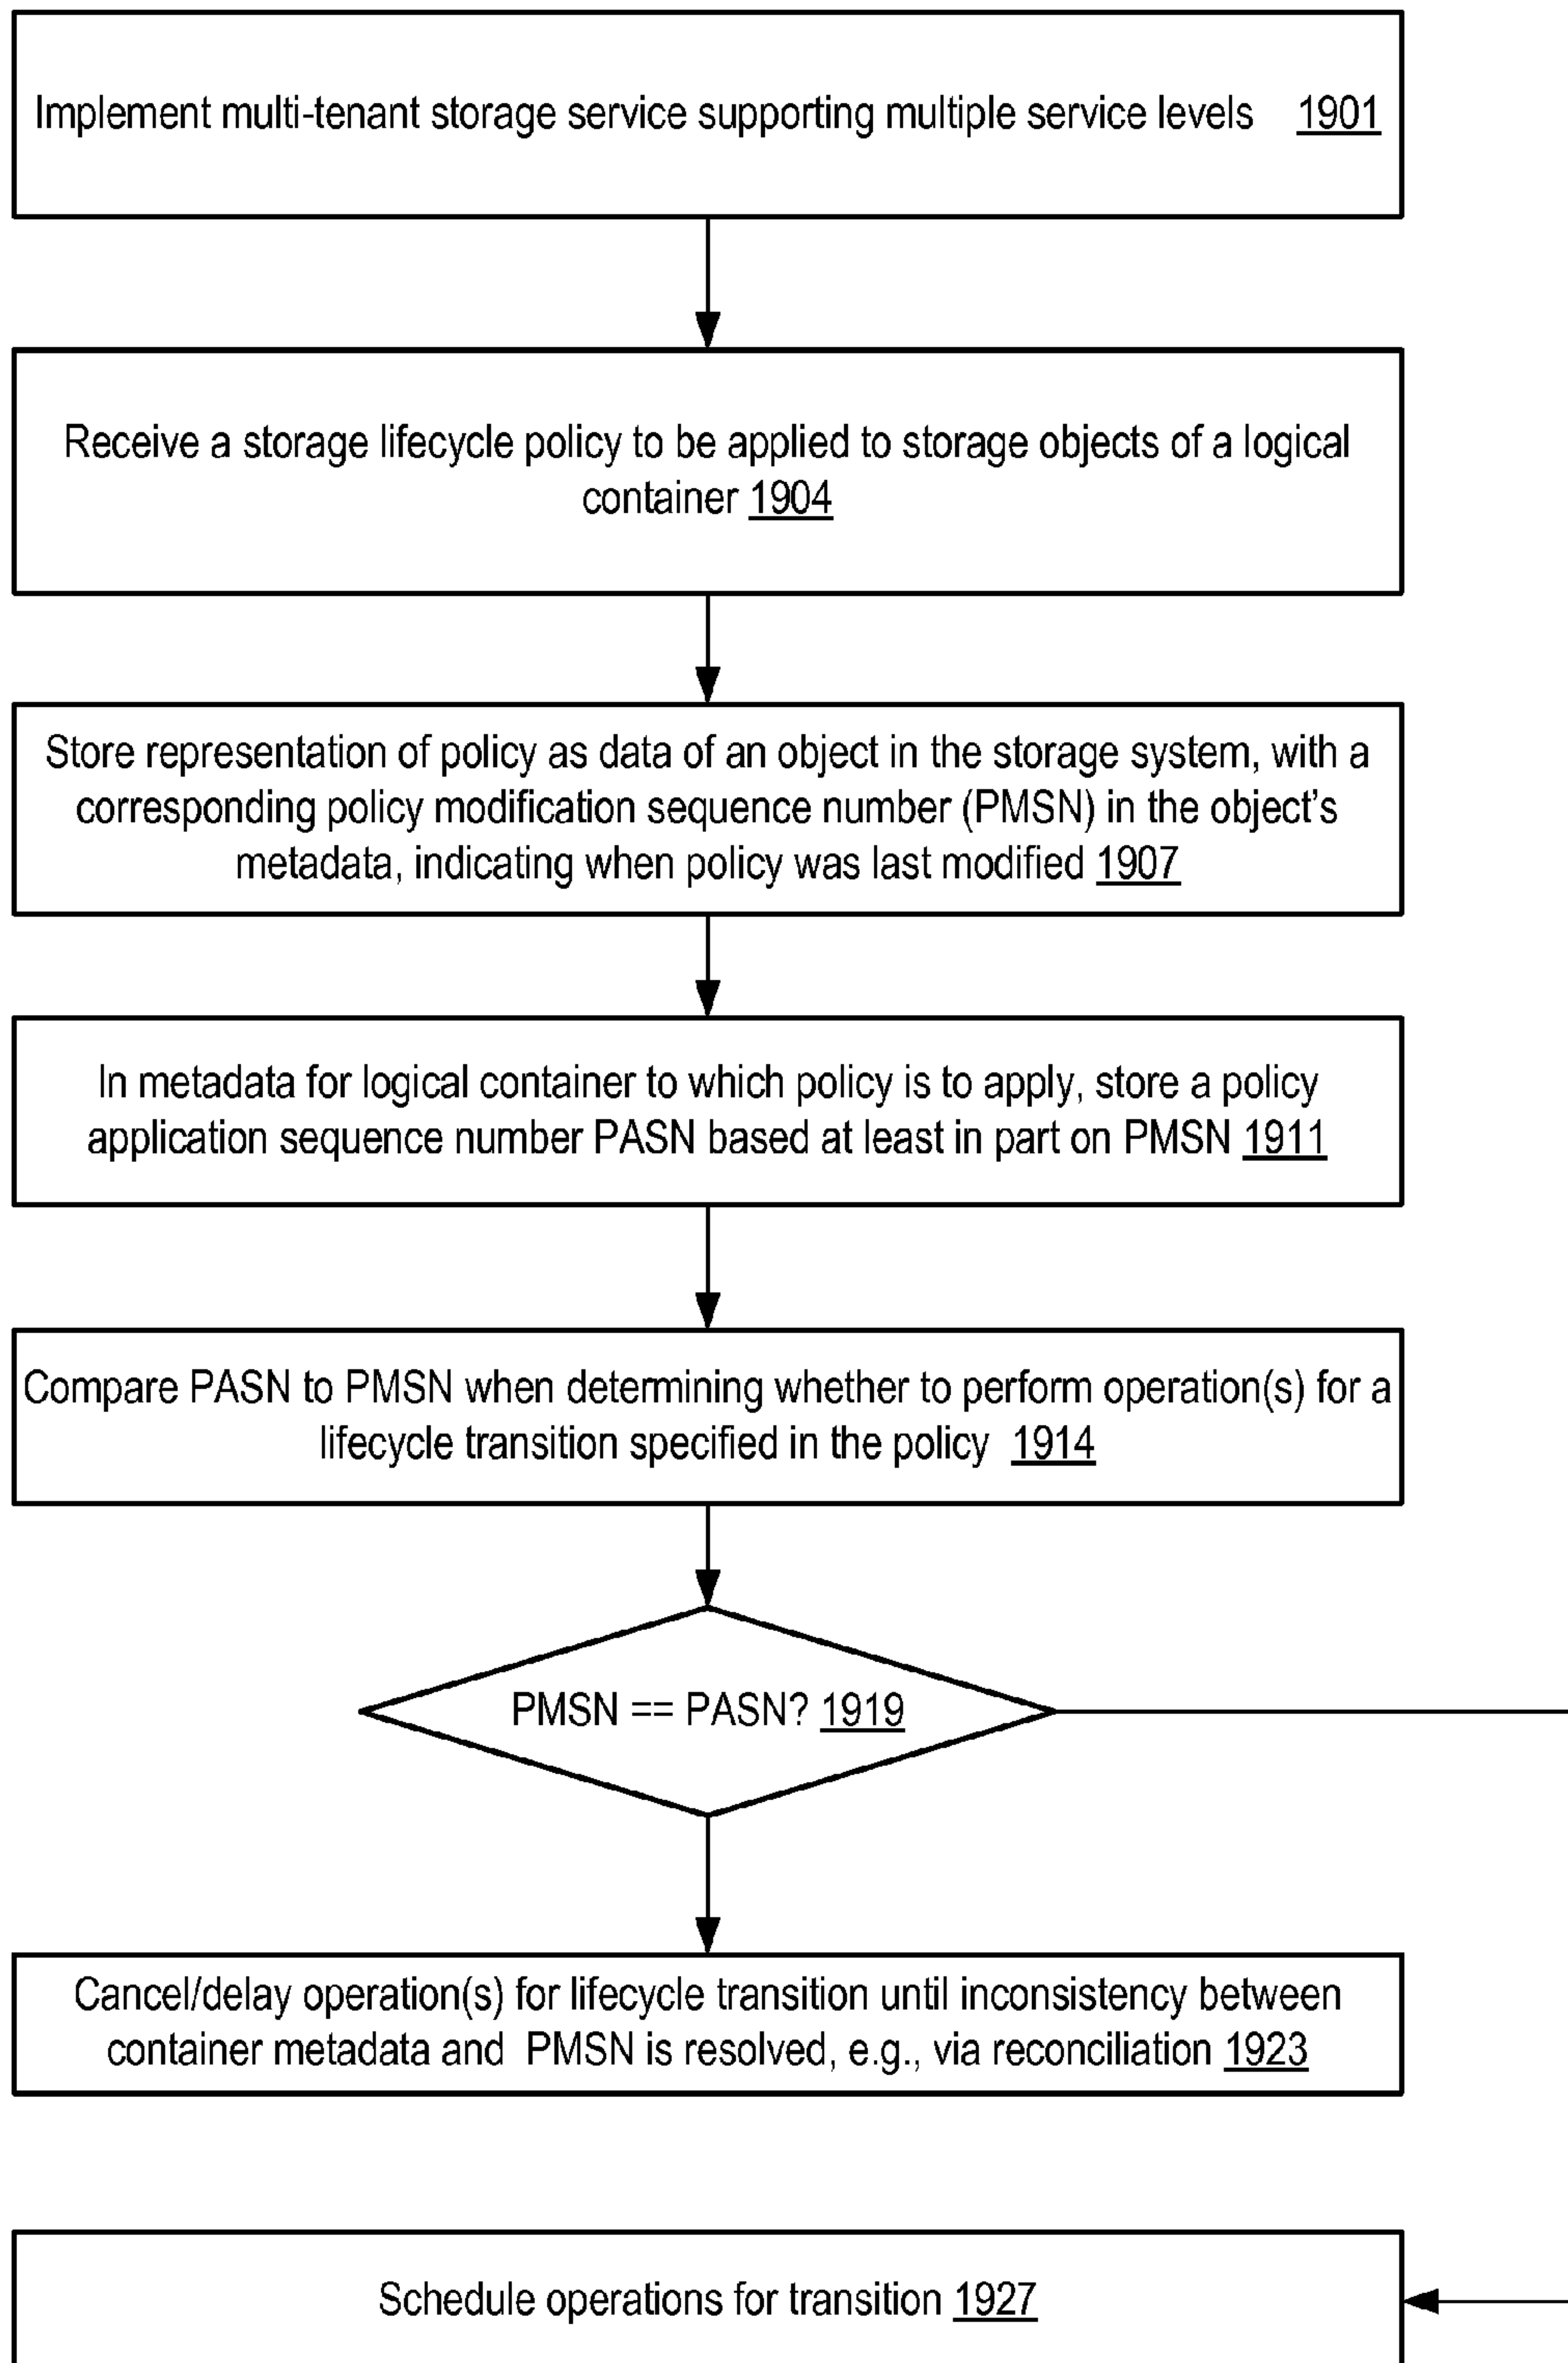 Implement multi-tenant storage service supporting multiple service levels 1901
Receive a storage lifecycle policy to be applied to storage objects of a logical
container 1904
Store representation of policy as data of an object in the storage system, with a
corresponding policy modification sequence number (PMSN) in the object's
metadata, indicating when policy was last modified 1907
In metadata for logical container to which policy is to apply, store a policy
application sequence number PASN based at least in part on PMSN 1911
Compare PASN to PMSN when determining whether to perform operation(s) for a
lifecycle transition specified in the policy 1914
PMSN == PASN? 1919
Cancel/delay operation(s) for lifecycle transition until inconsistency between
container metadata and PMSN is resolved, e.g., via reconciliation 1923
Schedule operations for transition 1927